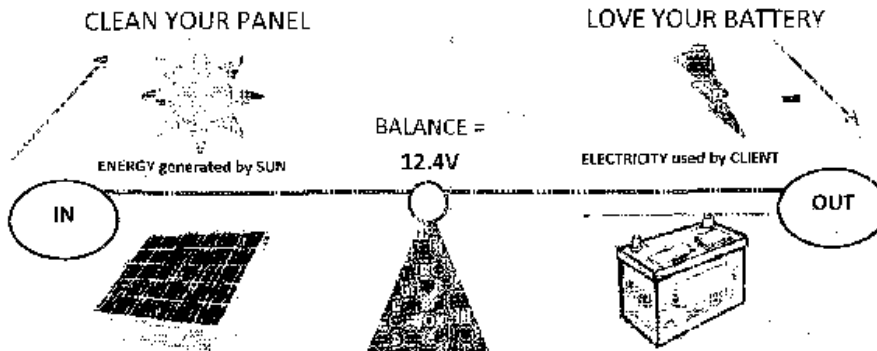 CLEAN YOUR PANEL
LOVE YOUR BATTERY
BALANCE =
12.4V
ENERGY generated by SUN
ELECTRICITY used by CLIENT
IN
OUT